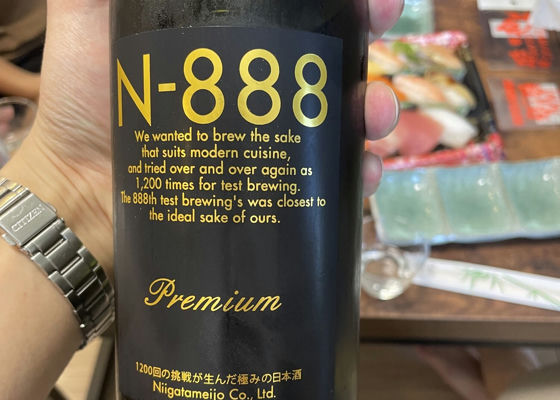 N-888
We wanted to brew the sake
that suits modern cuisine,
and tried over and over again as
1,200 times for test brewing.
The 888th test brewing's was closest to
the ideal sake of ours.
Premium
1200回の挑戦が生んだ極みの日本酒
Niigatameijo Co., Ltd.